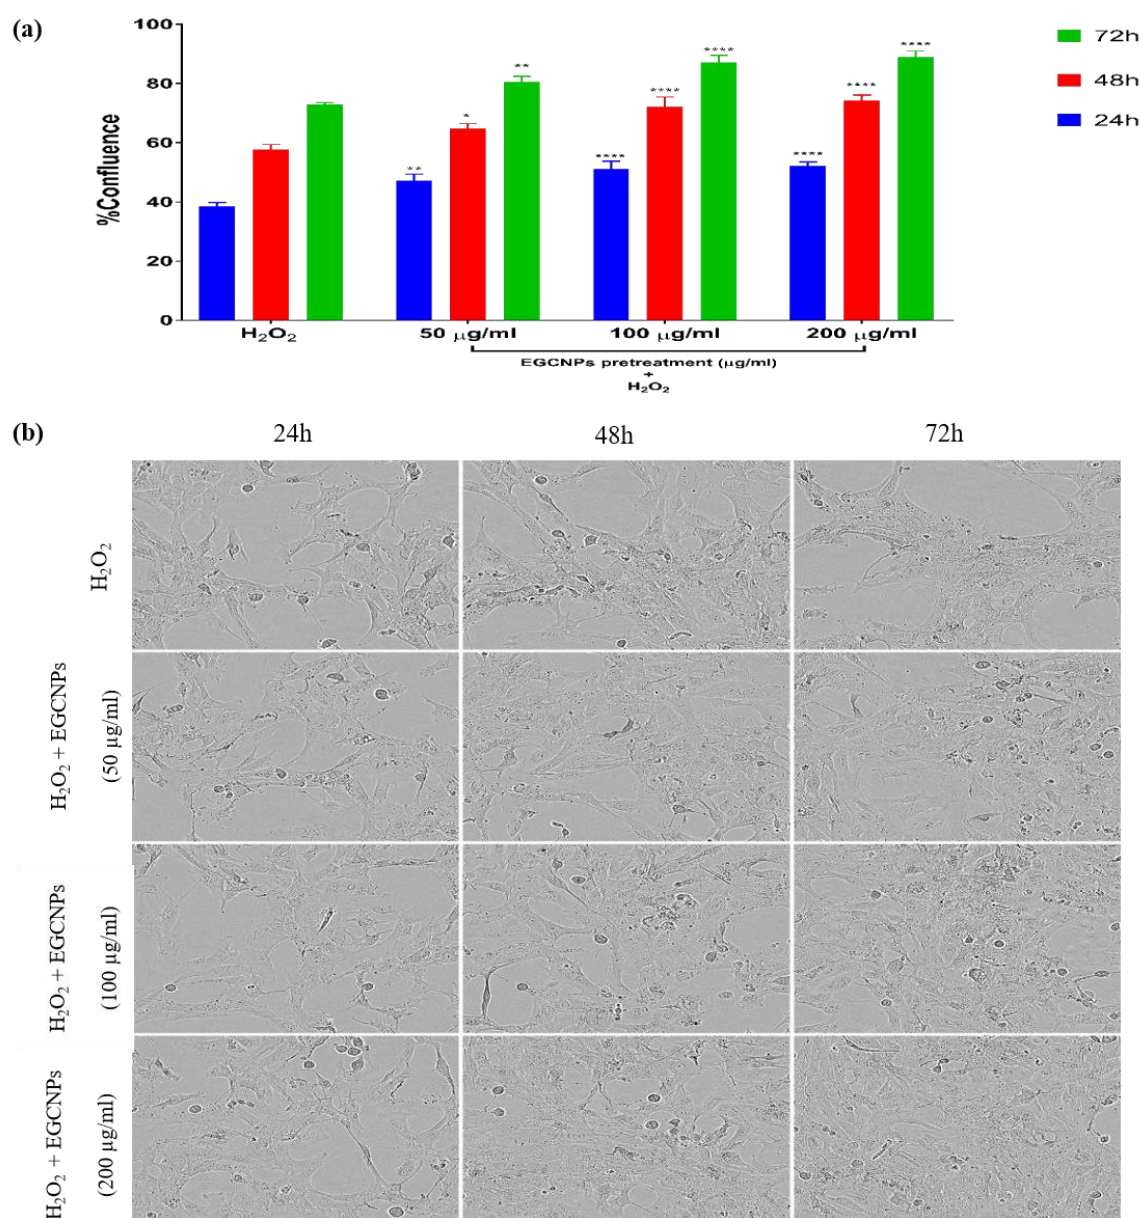 (a)
100
80
60
40
20
0
%Confluence
**
*
**
****
****
****
****
****
****
72h
48h
24h
H₂O₂
50 μg/ml
100 μg/ml
200 μg/ml
EGCNPs pretreatment (μg/ml)
+
H₂O₂
(b)
24h
48h
72h
H₂O₂
H₂O₂ + EGCNPs
(50 μg/ml)
H₂O₂ + EGCNPs
(100 μg/ml)
H₂O₂ + EGCNPs
(200 μg/ml)